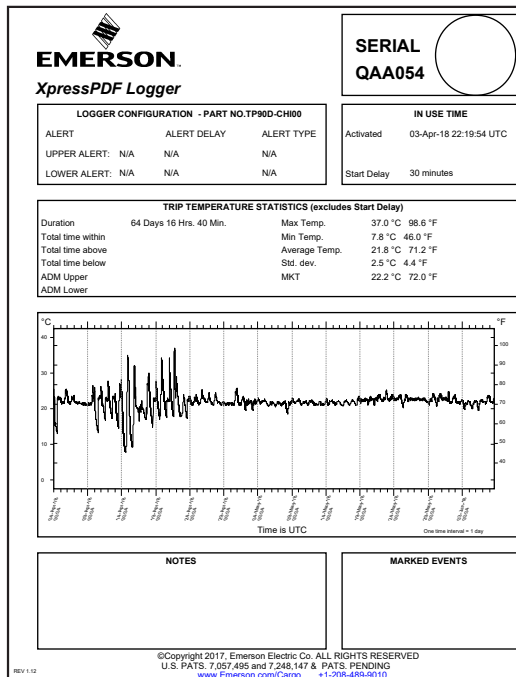 EMERSON.
XpressPDF Logger
SERIAL
QAA054
LOGGER CONFIGURATION - PART NO.TP90D-CHI00
ALERT ALERT DELAY ALERT TYPE
UPPER ALERT: N/A N/A N/A
LOWER ALERT: N/A N/A N/A
IN USE TIME
Activated 03-Apr-18 22:19:54 UTC
Start Delay 30 minutes
TRIP TEMPERATURE STATISTICS (excludes Start Delay)
Duration 64 Days 16 Hrs. 40 Min. Max Temp. 37.0 °C 98.6 °F
Total time within Min Temp. 7.8 °C 46.0 °F
Total time above Average Temp. 21.8 °C 71.2 °F
Total time below Std. dev. 2.5 °C 4.4 °F
ADM Upper MKT 22.2 °C 72.0 °F
ADM Lower
°C °F
40
30
20
10
0
100
90
80
70
60
50
40
Time is UTC
One time interval = 1 day
NOTES
MARKED EVENTS
©Copyright 2017, Emerson Electric Co. ALL RIGHTS RESERVED
U.S. PATS. 7,057,495 and 7,248,147 & PATS. PENDING
www.Emerson.com/Cargo +1-208-489-9010
REV 1.12